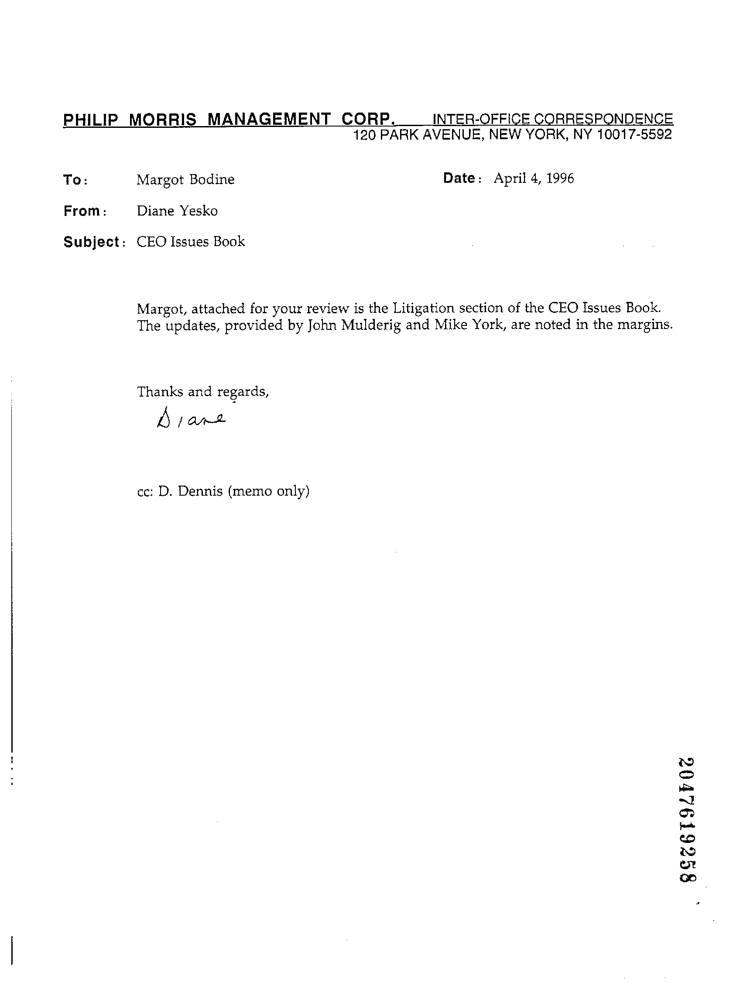 PHILIP MORRIS MANAGEMENT CORP. INTER-OFFICE CORRESPONDENCE
120 PARK AVENUE, NEW YORK, NY 10017-5592
To: Margot Bodine Date: April 4, 1996
From: Diane Yesko
Subject: CEO Issues Book
Margot, attached for your review is the Litigation section of the CEO Issues Book.
The updates, provided by John Mulderig and Mike York, are noted in the margins.
Thanks and regards,
Diane
cc: D. Dennis (memo only)
2047619258